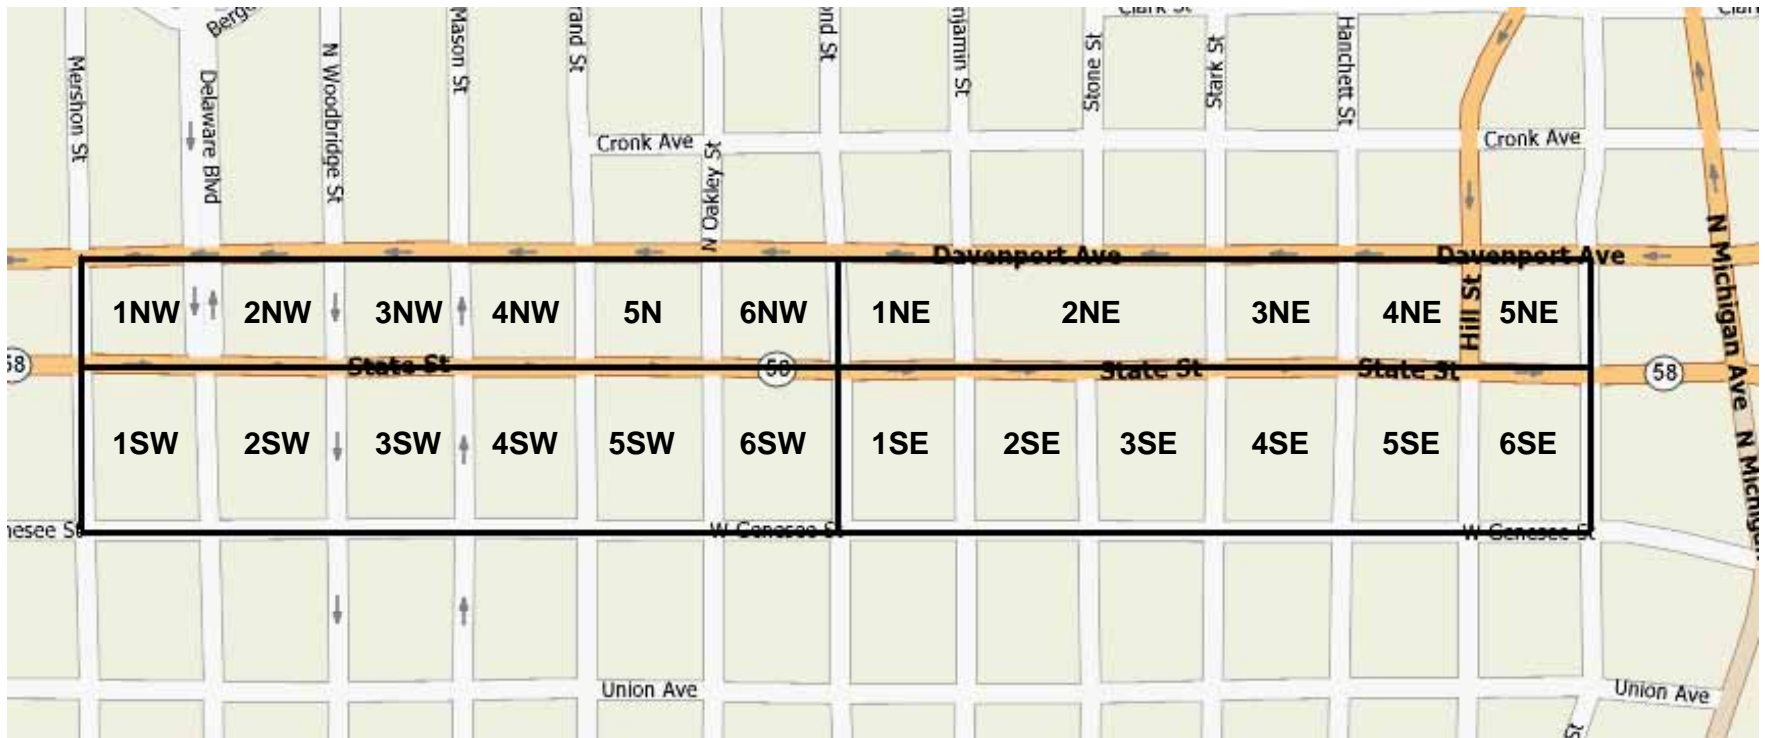 Clark St
Mershon St
Delaware Blvd
N Woodbridge St
Mason St
N Oakley St
Stone St
Stark St
Hanchett St
Cronk Ave
Cronk Ave
Davenport Ave
Davenport Ave
N Michigan Ave
Hill St
1NW 2NW 3NW 4NW 5N 6NW 1NE 2NE 3NE 4NE 5NE
58 State St 58 State St State St 58
1SW 2SW 3SW 4SW 5SW 6SW 1SE 2SE 3SE 4SE 5SE 6SE
W Genesee St
W Genesee St
Union Ave
Union Ave